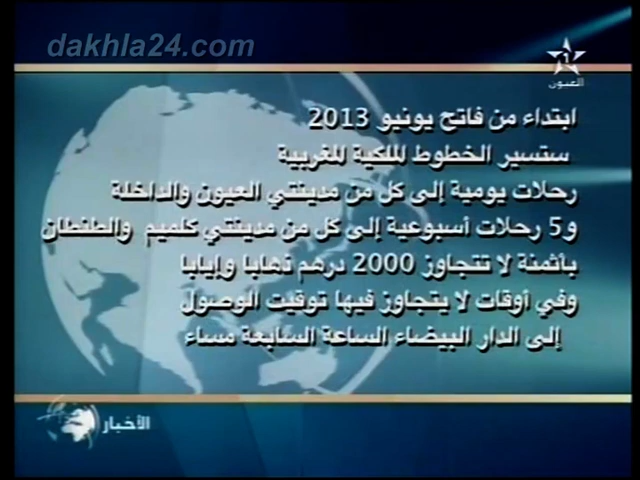 dakhla24.com
1
العيون
ابتداء من فاتح يونيو 2013
ستسير الخطوط الملكية المغربية
رحلات يومية إلى كل من مدينتي العيون والداخلة
و5 رحلات أسبوعية إلى كل من مدينتي كلميم والطنطان
بأثمنة لا تتجاوز 2000 درهم ذهابا وإيابا
وفي أوقات لا يتجاوز فيها توقيت الوصول
إلى الدار البيضاء الساعة السابعة مساء
الأخبار